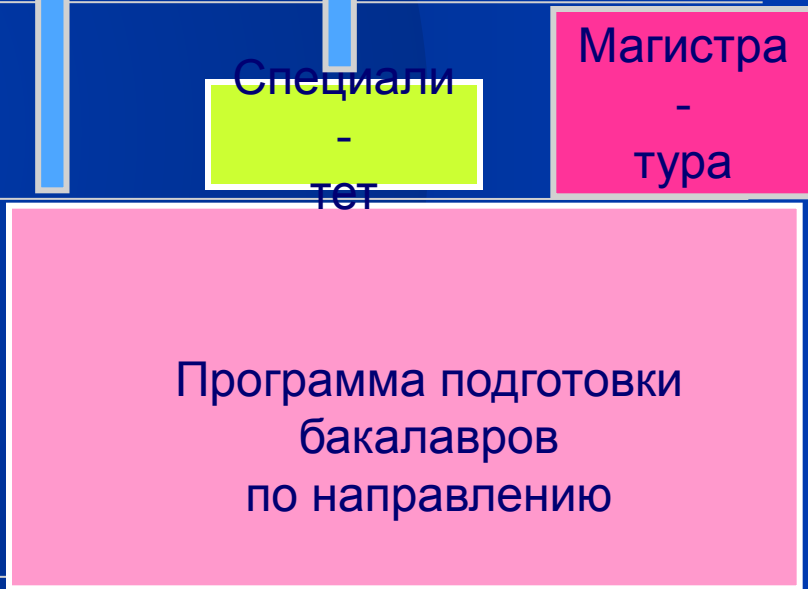 Специали
-
тет
Магистра
-
тура
Программа подготовки
бакалавров
по направлению